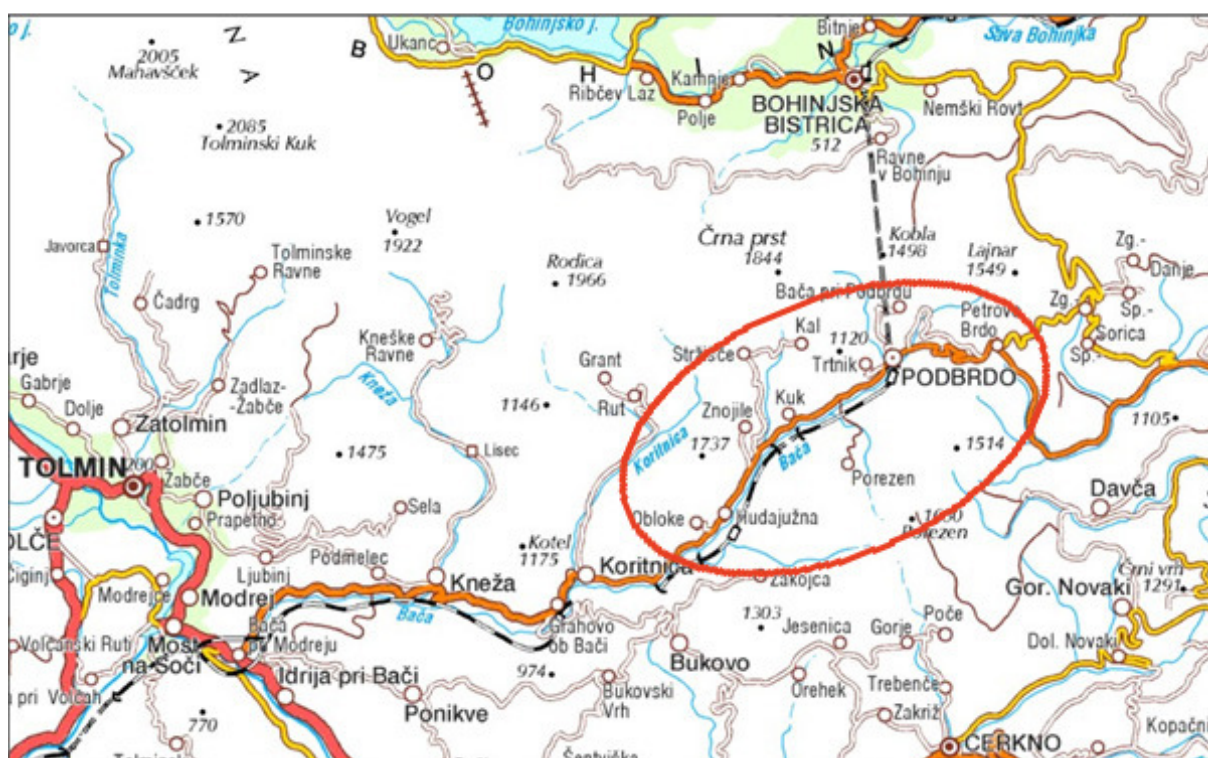 o j.
2005
Mahavšček
Z
A
B
Ukanc
Bohinjsko j.
O
H
I
N
J
Bitnje
Sava Bohinjka
Ribčev Laz
Kamnje
Polje
BOHINJSKA
BISTRICA
512
Nemški Rovt
2085
Tolminski Kuk
Ravne
v Bohinju
1570
Vogel
1922
Javorca
Tolminka
Tolminske
Ravne
Rodica
1966
Črna prst
1844
Kobla
1498
Lajnar
1549
Zg.-
Danje
Sp.-
Čadrg
Bača pri Podbrdu
Petrovo
Brdo
Zg.-
Sorica
Sp.-
Kneške
Ravne
Kal
1120
Stržišče
Trtnik
PODBRDO
Grant
Rut
Gabrje
Dolje
Zadlaz-
-Žabče
Kneža
1146
Znojile
Kuk
1105
Zatolmin
1475
Lisec
Koritnica
1737
Bača
1514
TOLMIN
200
Žabče
Poljubinj
Prapetno
Sela
Porezen
Davča
Obloke
Hudajužna
1630
Porezen
Čiginj
Ljubinj
Podmelec
Kotel
1175
Koritnica
Zakojca
Črni vrh
1291
Modrejce
Modrej
Kneža
Gor. Novaki
Bača
Bača
pri Modreju
Grahovo
ob Bači
1303
Jesenica
Gorje
Poče
Volčanski Ruti
Most
na Soči
Bukovo
Dol. Novaki
Idrija pri Bači
974
Bukovski
Vrh
Orehek
Trebenče
Volčah
Ponikve
770
Zakriž
CERKNO
Kopačni
Šentviška